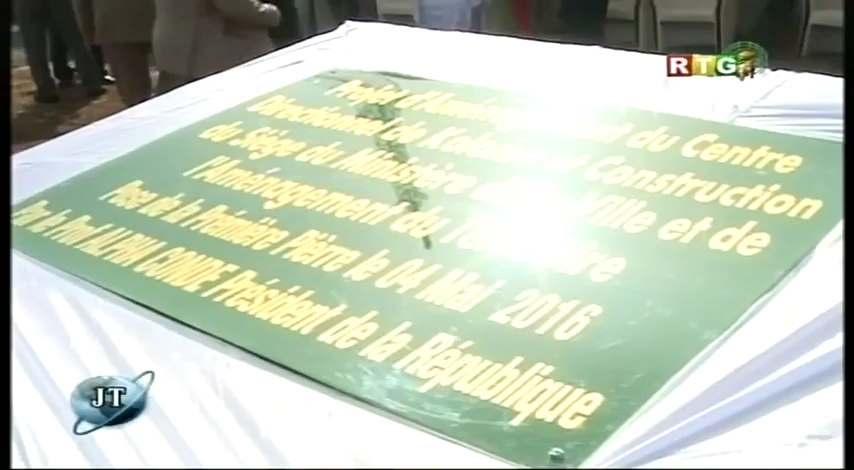 RTG
Projet d'Aménagement du Centre
Directionnel de Koloma et Construction
du Siège du Ministère de la Ville et de
l'Aménagement du Territoire
Pose de la Première Pierre le 04 Mai 2016
Par le Prof ALPHA CONDE Président de la République
JT